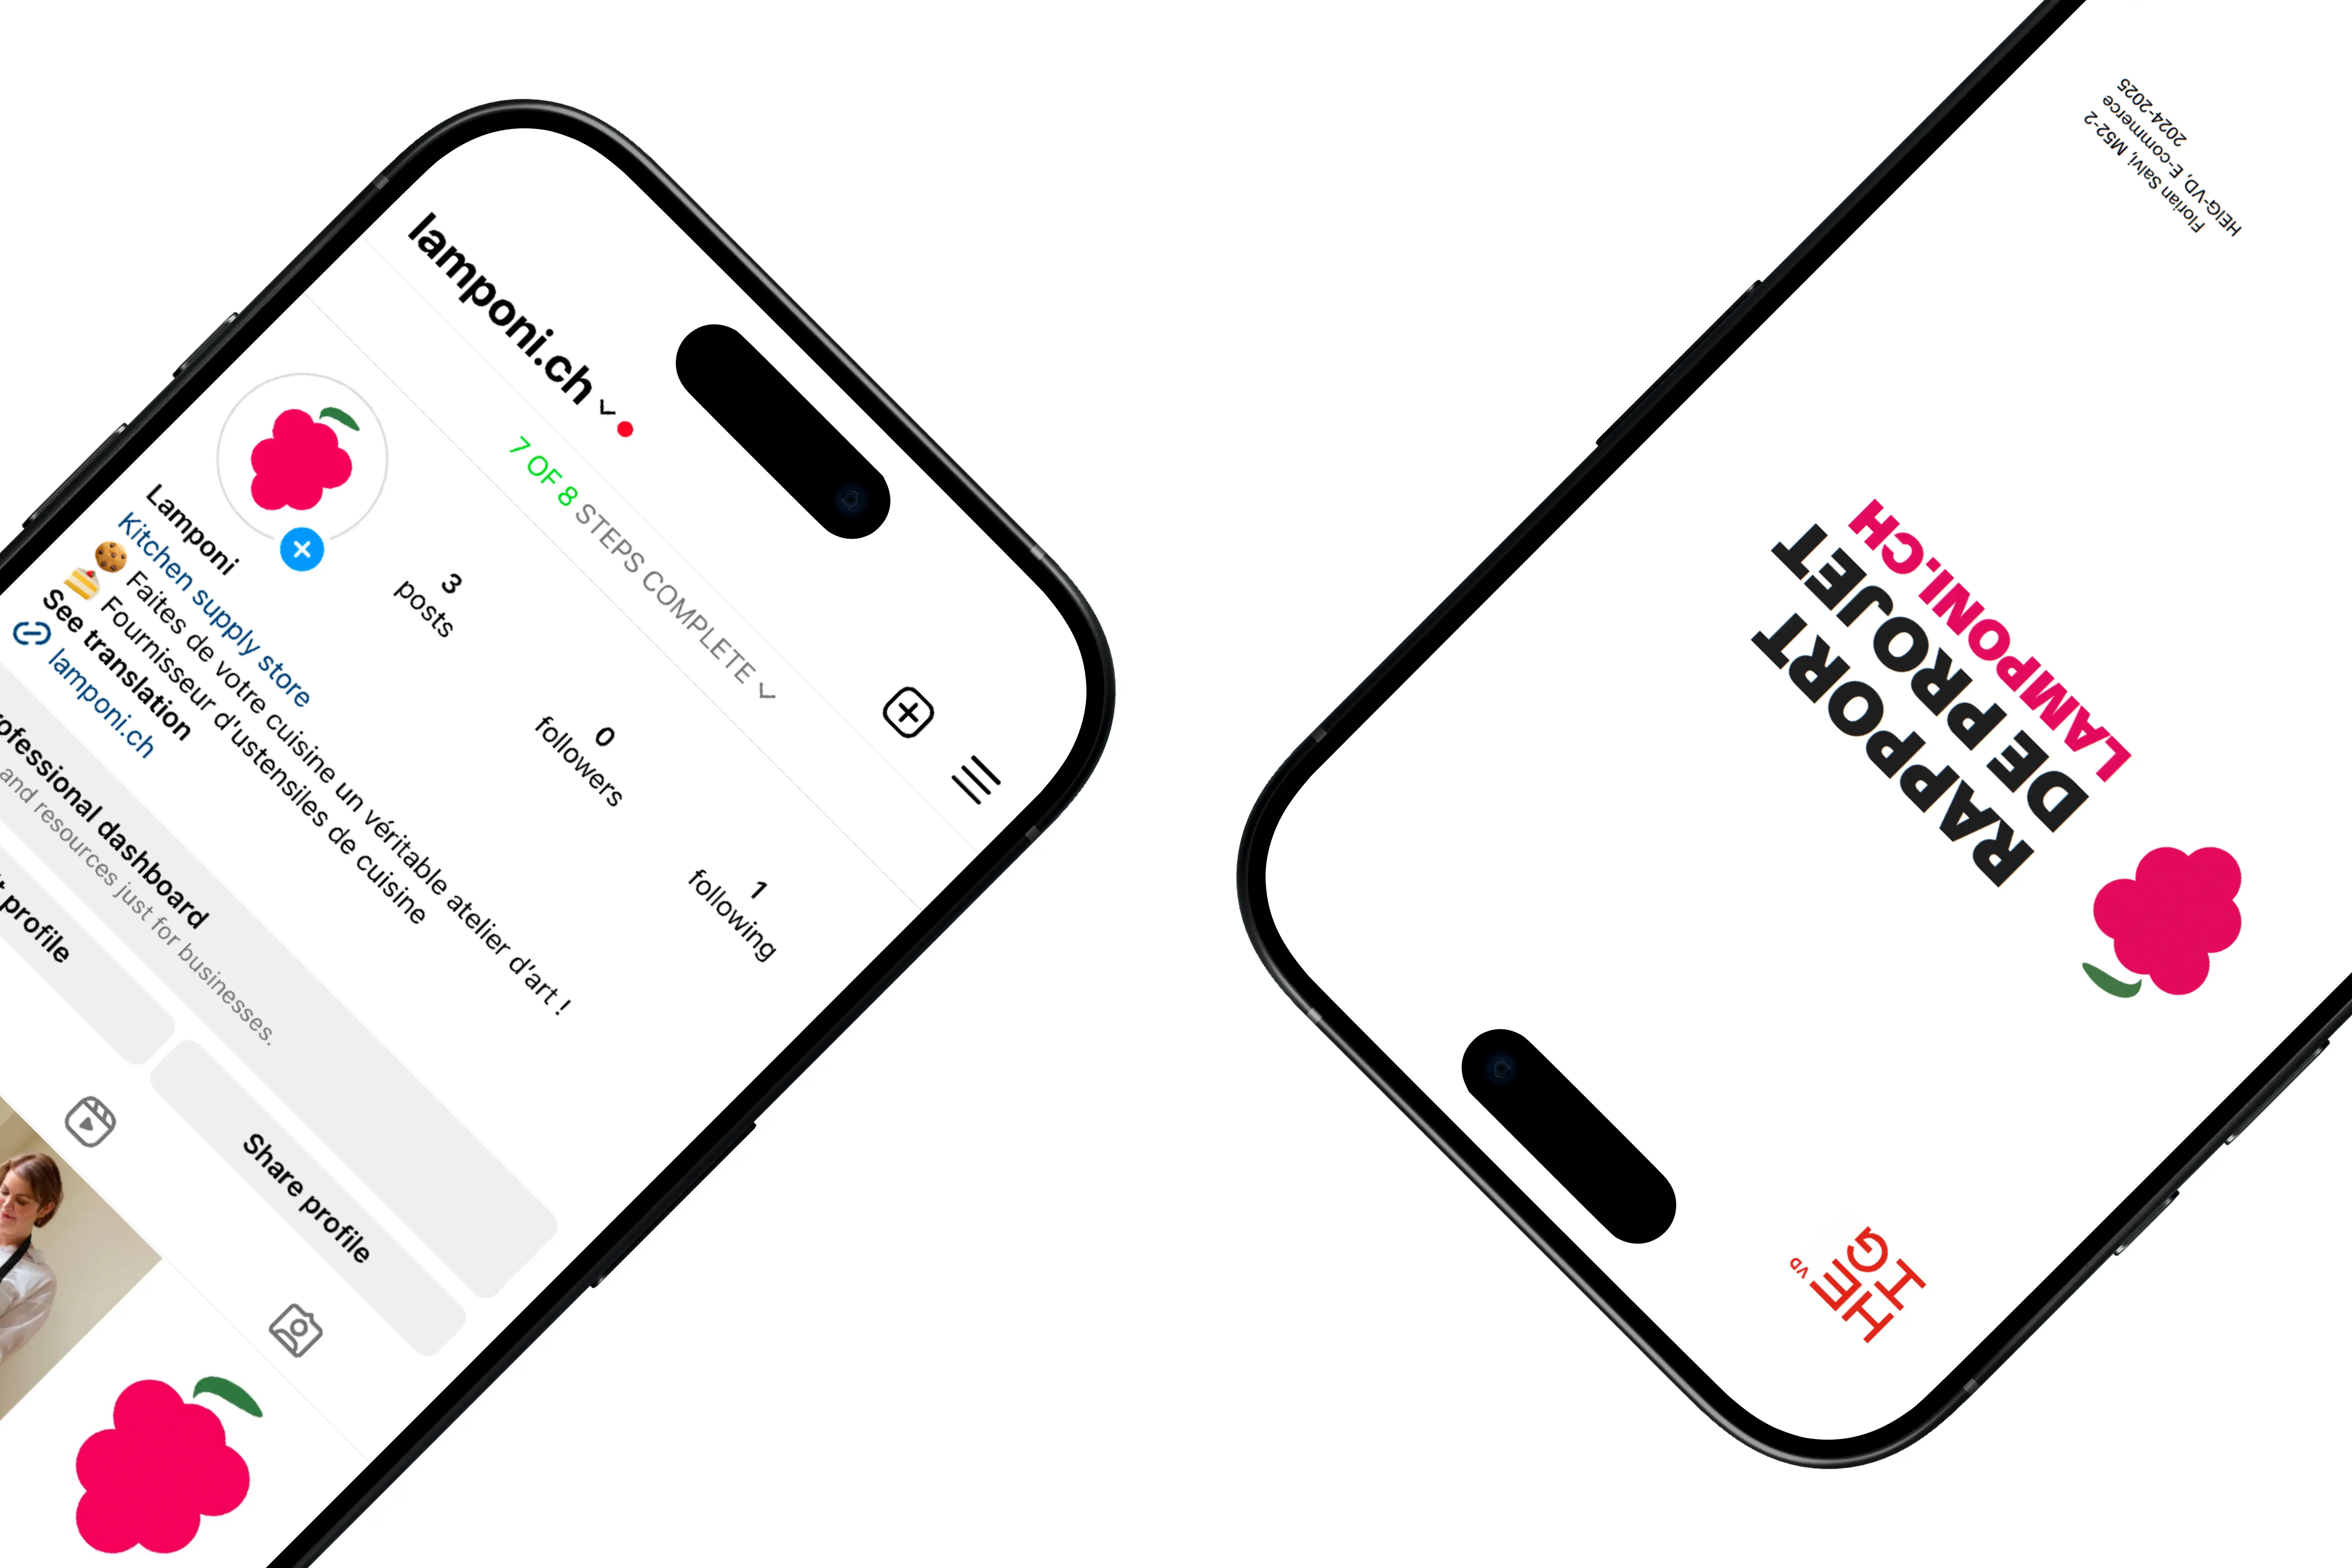 lamponi.ch
7 OF 8 STEPS COMPLETE
3
posts
0
followers
1
following
Lamponi
Kitchen supply store
🍪 Faites de votre cuisine un véritable atelier d'art !
🍰 Fournisseur d'ustensiles de cuisine
See translation
lamponi.ch
ofessional dashboard
and resources just for businesses.
t profile
Share profile
HE
IG
VD
RAPPORT
DE PROJET
LAMPONI.CH
Florian Salvi, M52-2
HEIG-VD, E-commerce
2024-2025